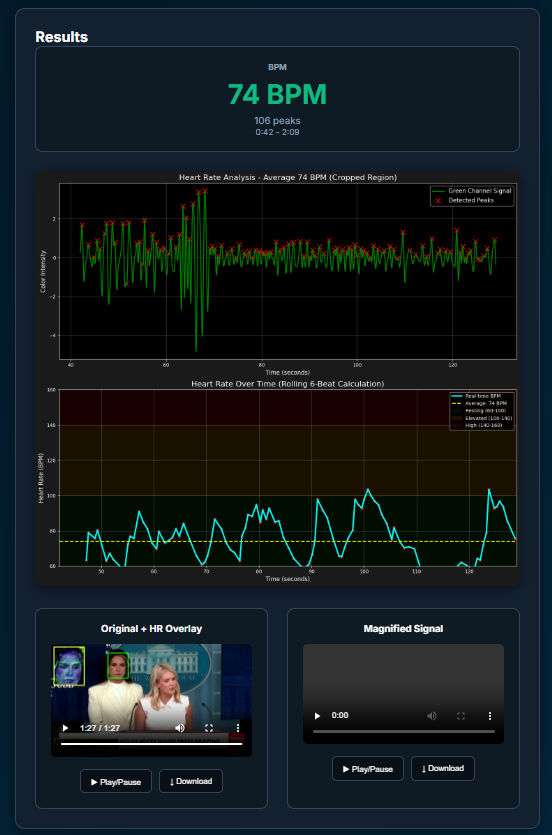 Results
BPM
74 BPM
106 peaks
0:42 - 2:09
Heart Rate Analysis - Average 74 BPM (Cropped Region)
Green Channel Signal
Detected Peaks
Color Intensity
2
0
−2
−4
40 60 80 100 120
Time (seconds)
Heart Rate Over Time (Rolling 6-Beat Calculation)
Real-time BPM
Average: 74 BPM
Resting (60-100)
Elevated (100-140)
High (140-160)
Heart Rate (BPM)
160
140
120
100
80
60
50 60 70 80 90 100 110 120
Time (seconds)
Original + HR Overlay
THE WHITE HOUSE
1:27 / 1:27
Play/Pause
Download
Magnified Signal
0:00
Play/Pause
Download